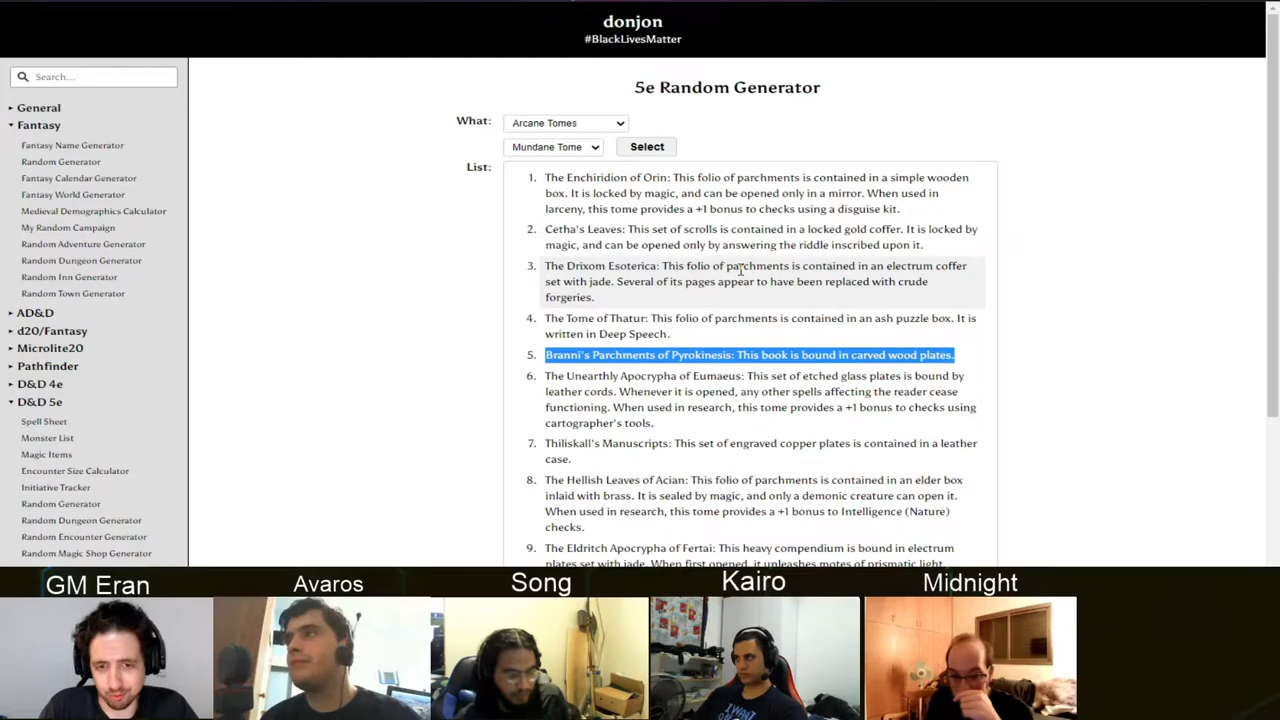 donjon
#BlackLivesMatter
Search...
General
Fantasy
Fantasy Name Generator
Random Generator
Fantasy Calendar Generator
Fantasy World Generator
Medieval Demographics Calculator
My Random Campaign
Random Adventure Generator
Random Dungeon Generator
Random Inn Generator
Random Town Generator
AD&D
d20/Fantasy
Microlite20
Pathfinder
D&D 4e
D&D 5e
Spell Sheet
Monster List
Magic Items
Encounter Size Calculator
Initiative Tracker
Random Generator
Random Dungeon Generator
Random Encounter Generator
Random Magic Shop Generator
5e Random Generator
What: Arcane Tomes
Mundane Tome Select
List:
1. The Enchiridion of Orin: This folio of parchments is contained in a simple wooden
box. It is locked by magic, and can be opened only in a mirror. When used in
larceny, this tome provides a +1 bonus to checks using a disguise kit.
2. Cetha's Leaves: This set of scrolls is contained in a locked gold coffer. It is locked by
magic, and can be opened only by answering the riddle inscribed upon it.
3. The Drixom Esoterica: This folio of parchments is contained in an electrum coffer
set with jade. Several of its pages appear to have been replaced with crude
forgeries.
4. The Tome of Thatur: This folio of parchments is contained in an ash puzzle box. It is
written in Deep Speech.
5. Branni's Parchments of Pyrokinesis: This book is bound in carved wood plates.
6. The Unearthly Apocrypha of Eumaeus: This set of etched glass plates is bound by
leather cords. Whenever it is opened, any other spells affecting the reader cease
functioning. When used in research, this tome provides a +1 bonus to checks using
cartographer's tools.
7. Thiliskall's Manuscripts: This set of engraved copper plates is contained in a leather
case.
8. The Hellish Leaves of Acian: This folio of parchments is contained in an elder box
inlaid with brass. It is sealed by magic, and only a demonic creature can open it.
When used in research, this tome provides a +1 bonus to Intelligence (Nature)
checks.
9. The Eldritch Apocrypha of Fertai: This heavy compendium is bound in electrum
plates set with jade. When first opened, it unleashes motes of prismatic light.
GM Eran
Avaros
Song
Kairo
Midnight
I WANT